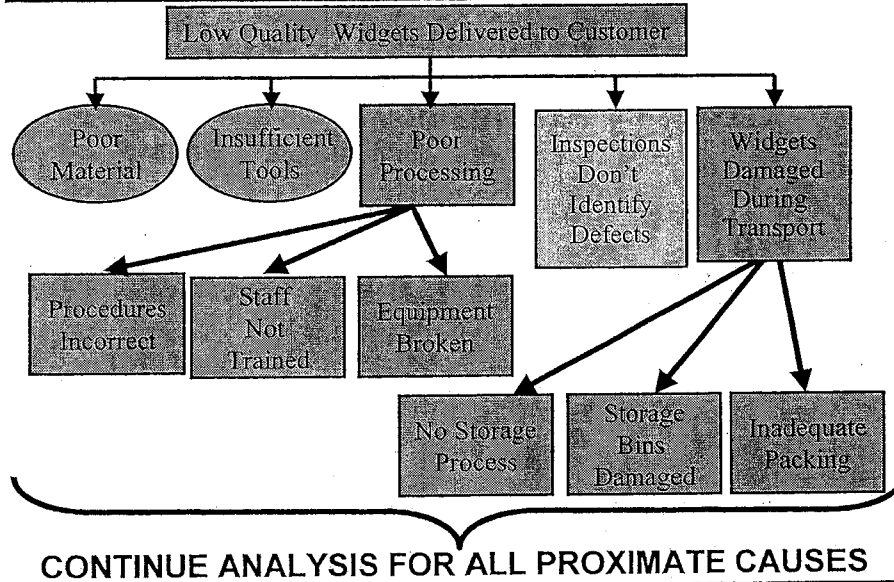 Low Quality Widgets Delivered to Customer
Poor
Material
Insufficient
Tools
Poor
Processing
Inspections
Don't
Identify
Defects
Widgets
Damaged
During
Transport
Procedures
Incorrect
Staff
Not
Trained
Equipment
Broken
No Storage
Process
Storage
Bins
Damaged
Inadequate
Packing
CONTINUE ANALYSIS FOR ALL PROXIMATE CAUSES